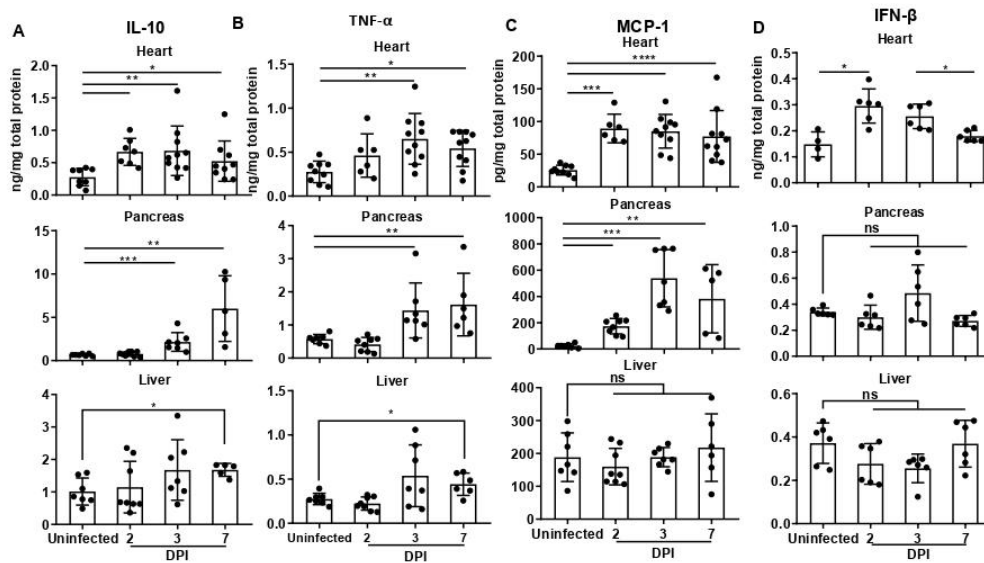 A
IL-10
Heart
ng/mg total protein
2.0
1.5
1.0
0.5
0.0
*
**
Pancreas
15
10
5
0
**
***
Liver
4
3
2
1
0
*
Uninfected 2 3 7
DPI
B
TNF-α
Heart
ng/mg total protein
1.5
1.0
0.5
0.0
*
**
Pancreas
4
3
2
1
0
**
Liver
1.5
1.0
0.5
0.0
*
Uninfected 2 3 7
DPI
C
MCP-1
Heart
pg/mg total protein
200
150
100
50
0
****
***
Pancreas
1000
800
600
400
200
0
**
***
Liver
400
300
200
100
0
ns
Uninfected 2 3 7
DPI
D
IFN-β
Heart
ng/mg total protein
0.5
0.4
0.3
0.2
0.1
0.0
* *
Pancreas
1.0
0.8
0.6
0.4
0.2
0.0
ns
Liver
0.6
0.4
0.2
0.0
ns
Uninfected 2 3 7
DPI